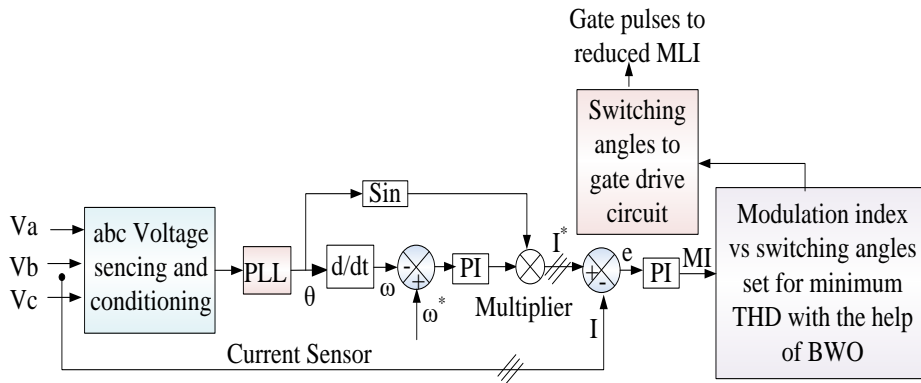 Gate pulses to
reduced MLI
Switching
angles to
gate drive
circuit
Sin
Va
Vb
Vc
abc Voltage
sencing and
conditioning
PLL
θ
d/dt
ω
-
+
ω*
PI
Multiplier
I*
+
-
e
I
PI
MI
Modulation index
vs switching angles
set for minimum
THD with the help
of BWO
Current Sensor